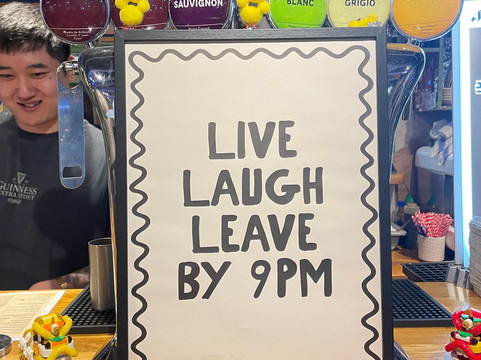 SAUVIGNON
BLANC
GRIGIO
LIVE
LAUGH
LEAVE
BY 9PM
GUINNESS
EXTRA STOUT